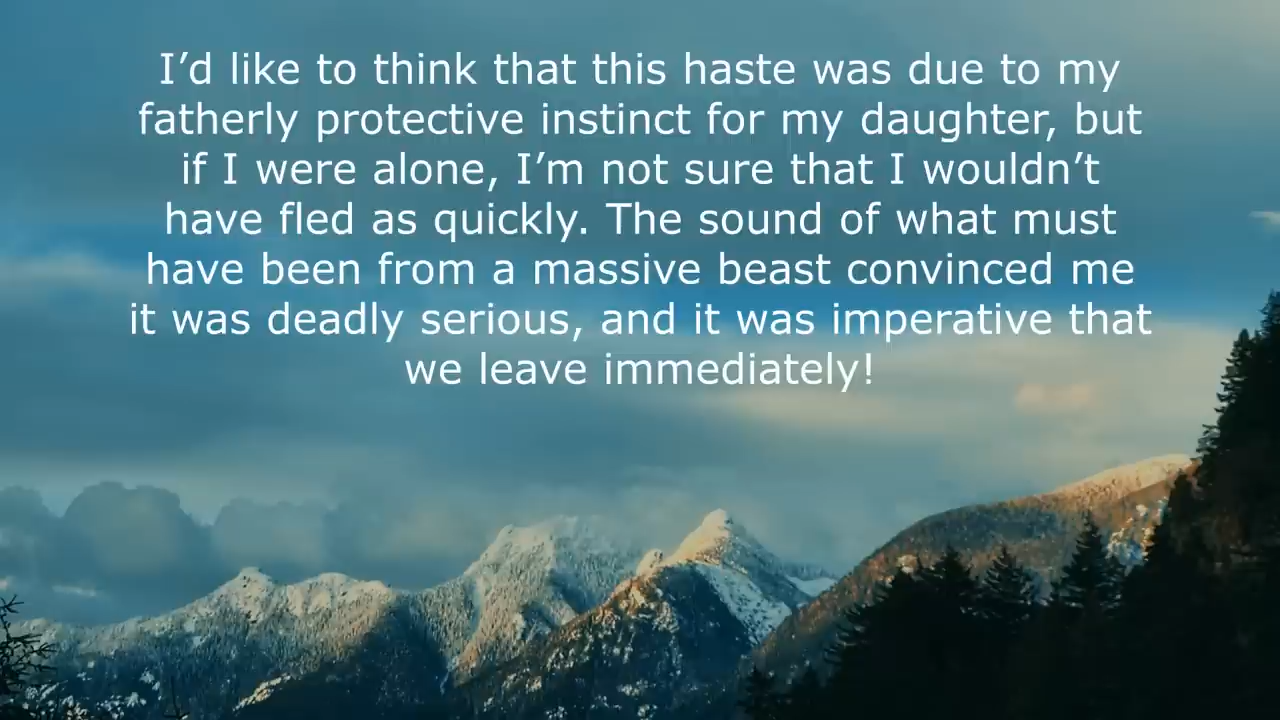 I’d like to think that this haste was due to my
fatherly protective instinct for my daughter, but
if I were alone, I’m not sure that I wouldn’t
have fled as quickly. The sound of what must
have been from a massive beast convinced me
it was deadly serious, and it was imperative that
we leave immediately!